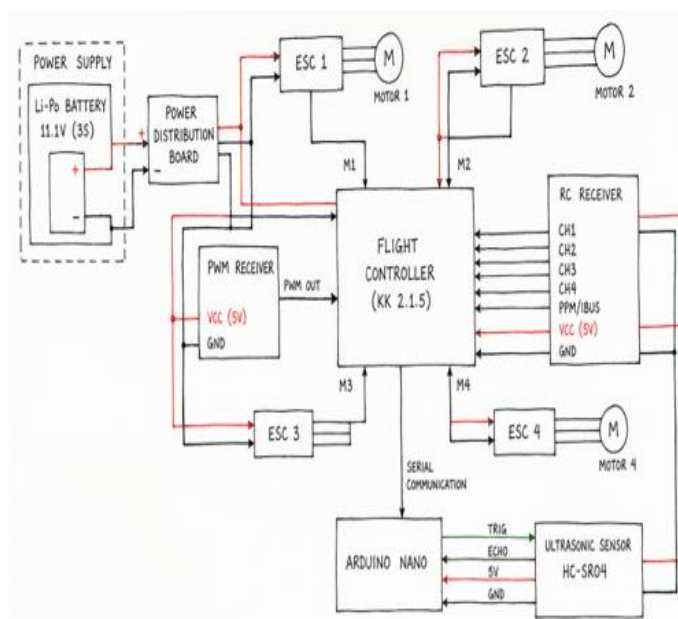 POWER SUPPLY
Li-Po BATTERY
11.1V (3S)
+
-
+
-
POWER
DISTRIBUTION
BOARD
ESC 1
M
MOTOR 1
ESC 2
M
MOTOR 2
M1
M2
FLIGHT
CONTROLLER
(KK 2.1.5)
RC RECEIVER
CH1
CH2
CH3
CH4
PPM/IBUS
VCC (5V)
GND
PWM RECEIVER
PWM OUT
VCC (5V)
GND
M3
M4
ESC 3
ESC 4
M
MOTOR 4
SERIAL
COMMUNICATION
ARDUINO NANO
TRIG
ECHO
5V
GND
ULTRASONIC SENSOR
HC-SR04